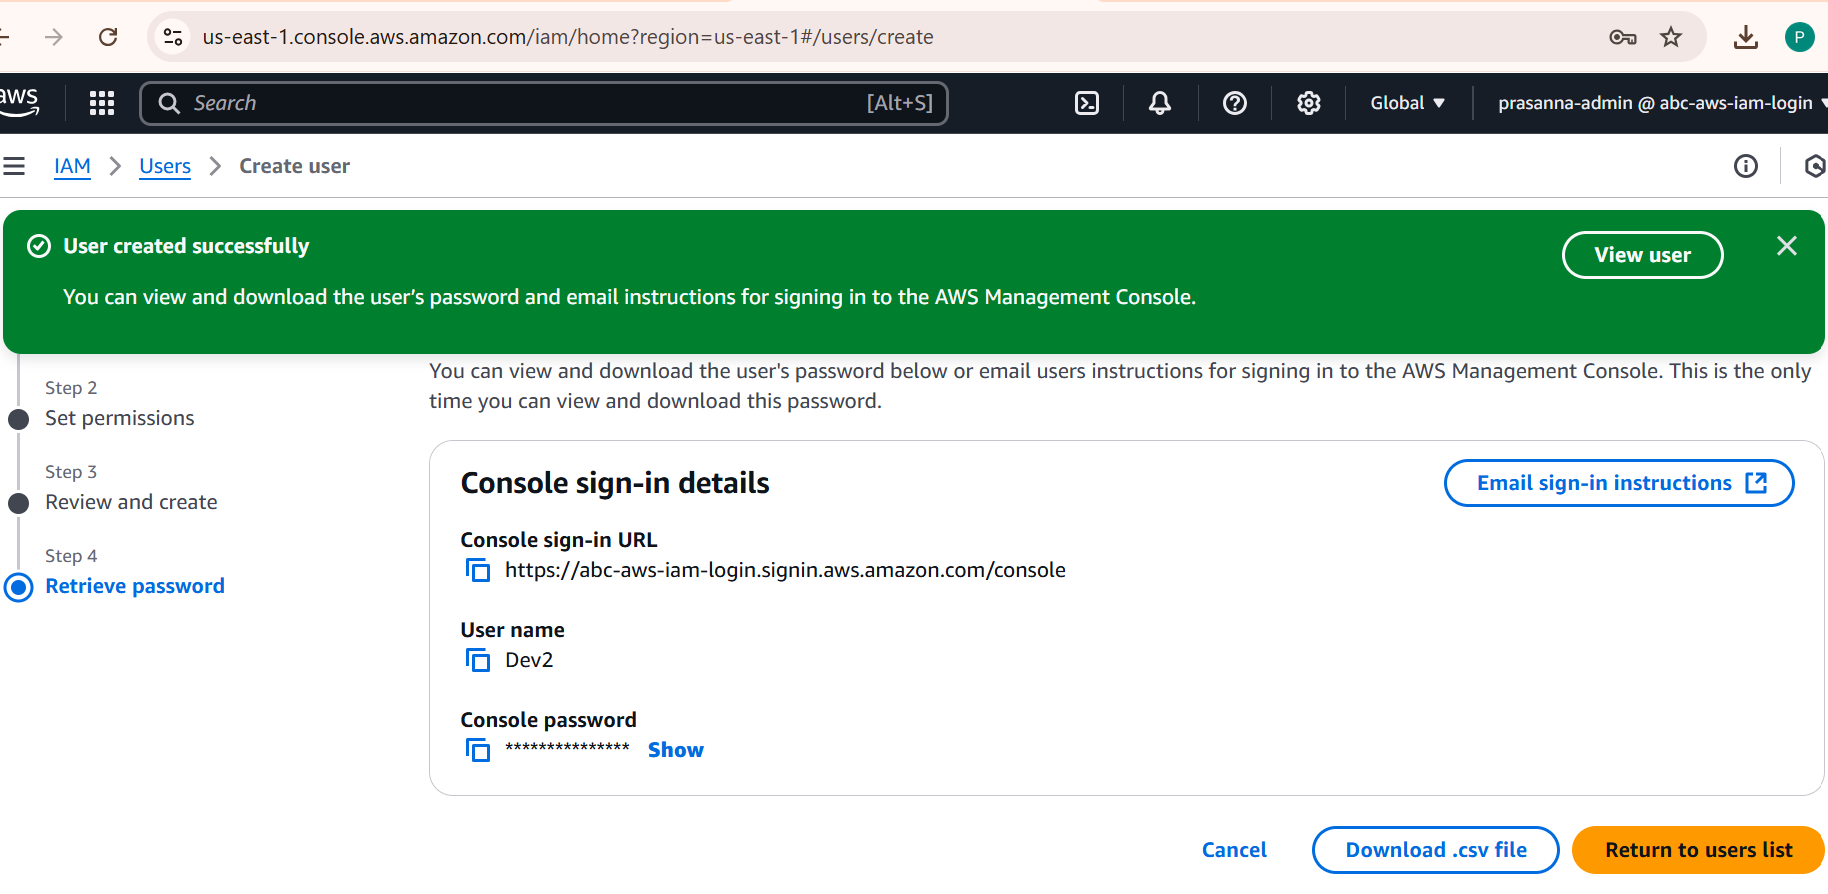 us-east-1.console.aws.amazon.com/iam/home?region=us-east-1#/users/create
P
aws
Search
[Alt+S]
Global
prasanna-admin @ abc-aws-iam-login
IAM
Users
Create user
User created successfully
View user
You can view and download the user's password and email instructions for signing in to the AWS Management Console.
You can view and download the user's password below or email users instructions for signing in to the AWS Management Console. This is the only
time you can view and download this password.
Step 2
Set permissions
Step 3
Review and create
Step 4
Retrieve password
Console sign-in details
Email sign-in instructions
Console sign-in URL
https://abc-aws-iam-login.signin.aws.amazon.com/console
User name
Dev2
Console password
*************** Show
Cancel
Download .csv file
Return to users list